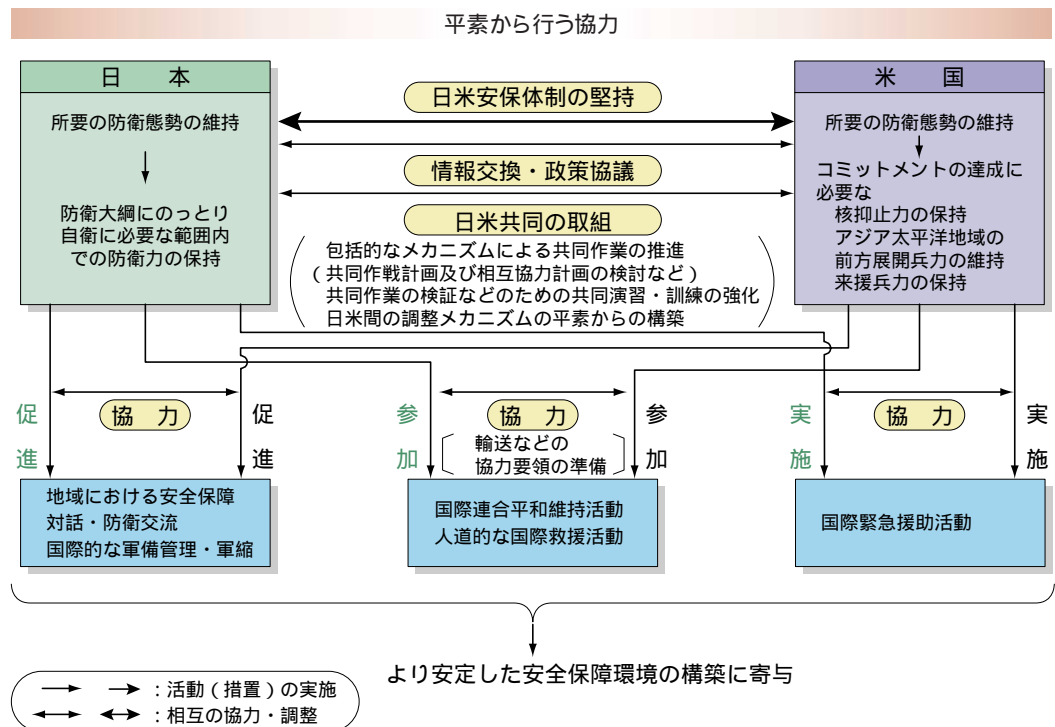 平素から行う協力
日　本
所要の防衛態勢の維持
防衛大綱にのっとり
自衛に必要な範囲内
での防衛力の保持
日米安保体制の堅持
情報交換・政策協議
日米共同の取組
包括的なメカニズムによる共同作業の推進
（共同作戦計画及び相互協力計画の検討など）
共同作業の検証などのための共同演習・訓練の強化
日米間の調整メカニズムの平素からの構築
米　国
所要の防衛態勢の維持
コミットメントの達成に
必要な
核抑止力の保持
アジア太平洋地域の
前方展開兵力の維持
来援兵力の保持
促進
協　力
促進
参加
協　力
輸送などの
協力要領の準備
参加
実施
協　力
実施
地域における安全保障
対話・防衛交流
国際的な軍備管理・軍縮
国際連合平和維持活動
人道的な国際救援活動
国際緊急援助活動
より安定した安全保障環境の構築に寄与
：活動（措置）の実施
：相互の協力・調整